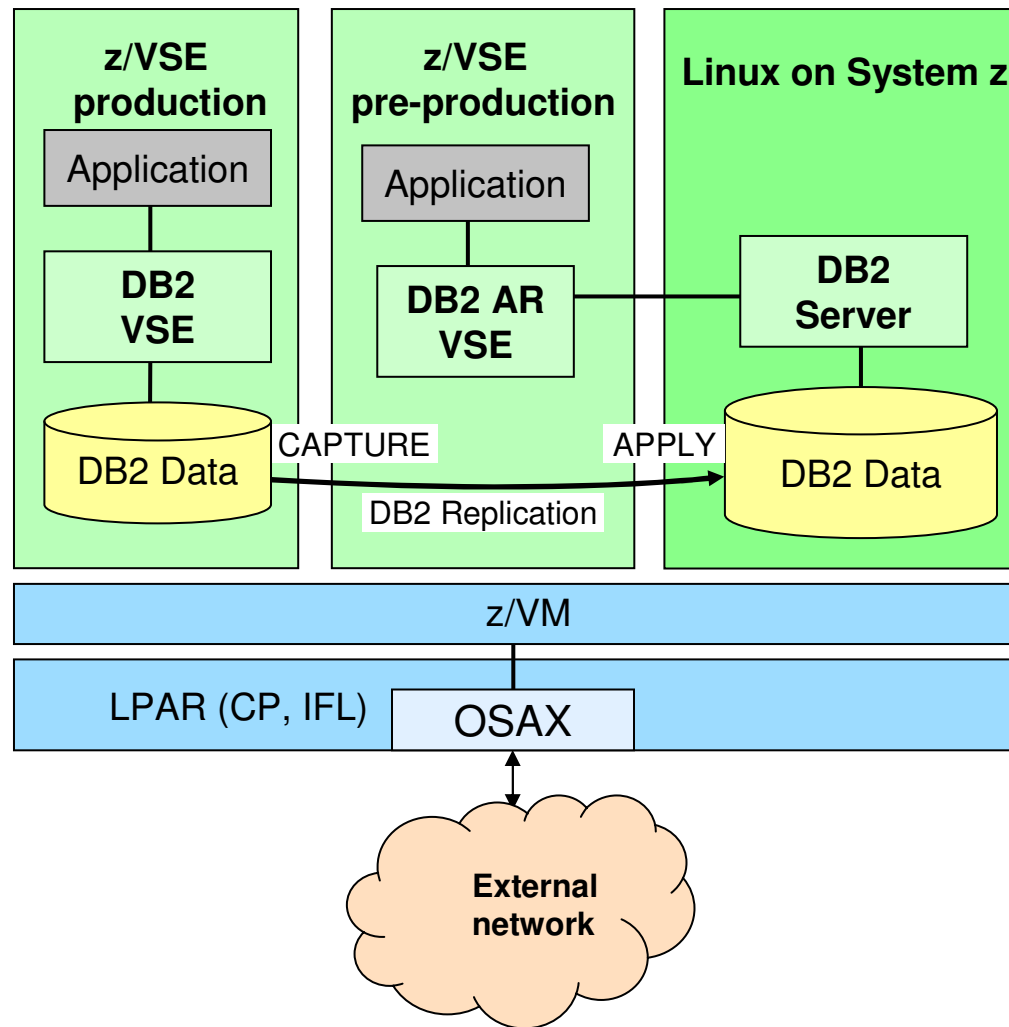 z/VSE
production
Application
DB2
VSE
DB2 Data
z/VSE
pre-production
Application
DB2 AR
VSE
Linux on System z
DB2
Server
DB2 Data
CAPTURE
APPLY
DB2 Replication
z/VM
LPAR (CP, IFL)
OSAX
External
network